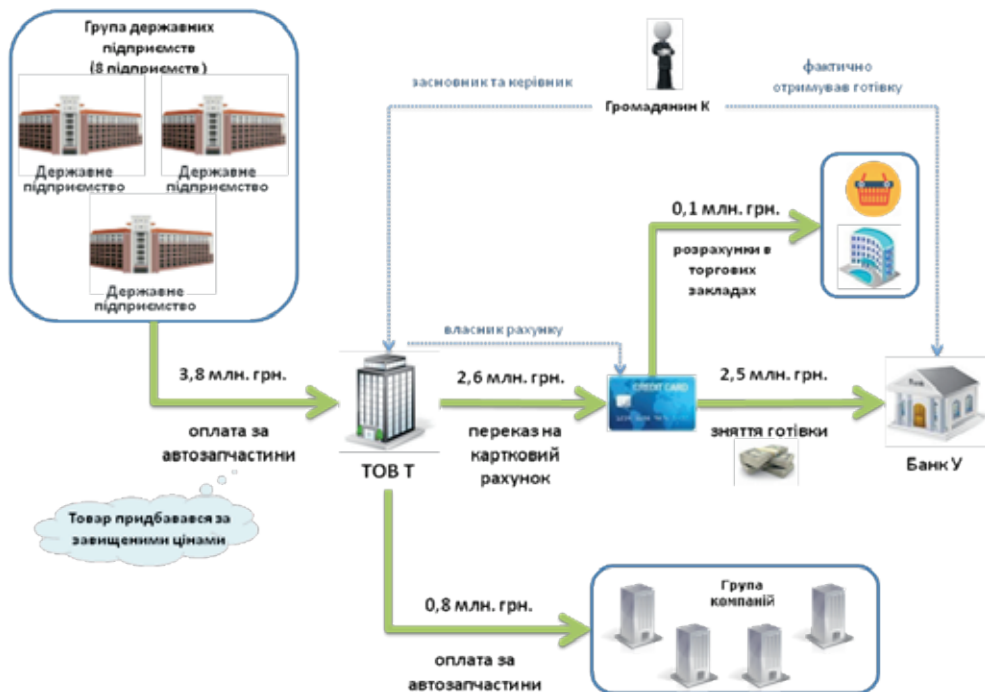 Група державних
підприємств
(8 підприємств)
Державне
підприємство
Державне
підприємство
Державне
підприємство
засновник та керівник
Громадянин К
фактично
отримував готівку
0,1 млн. грн.
розрахунки в
торгових
закладах
власник рахунку
3,8 млн. грн.
оплата за
автозапчастини
ТОВ Т
2,6 млн. грн.
переказ на
картковий
рахунок
CREDIT CARD
2,5 млн. грн.
зняття готівки
Bank
Банк У
Товар придбавався за
завищеними цінами
0,8 млн. грн.
оплата за
автозапчастини
Група
компаній